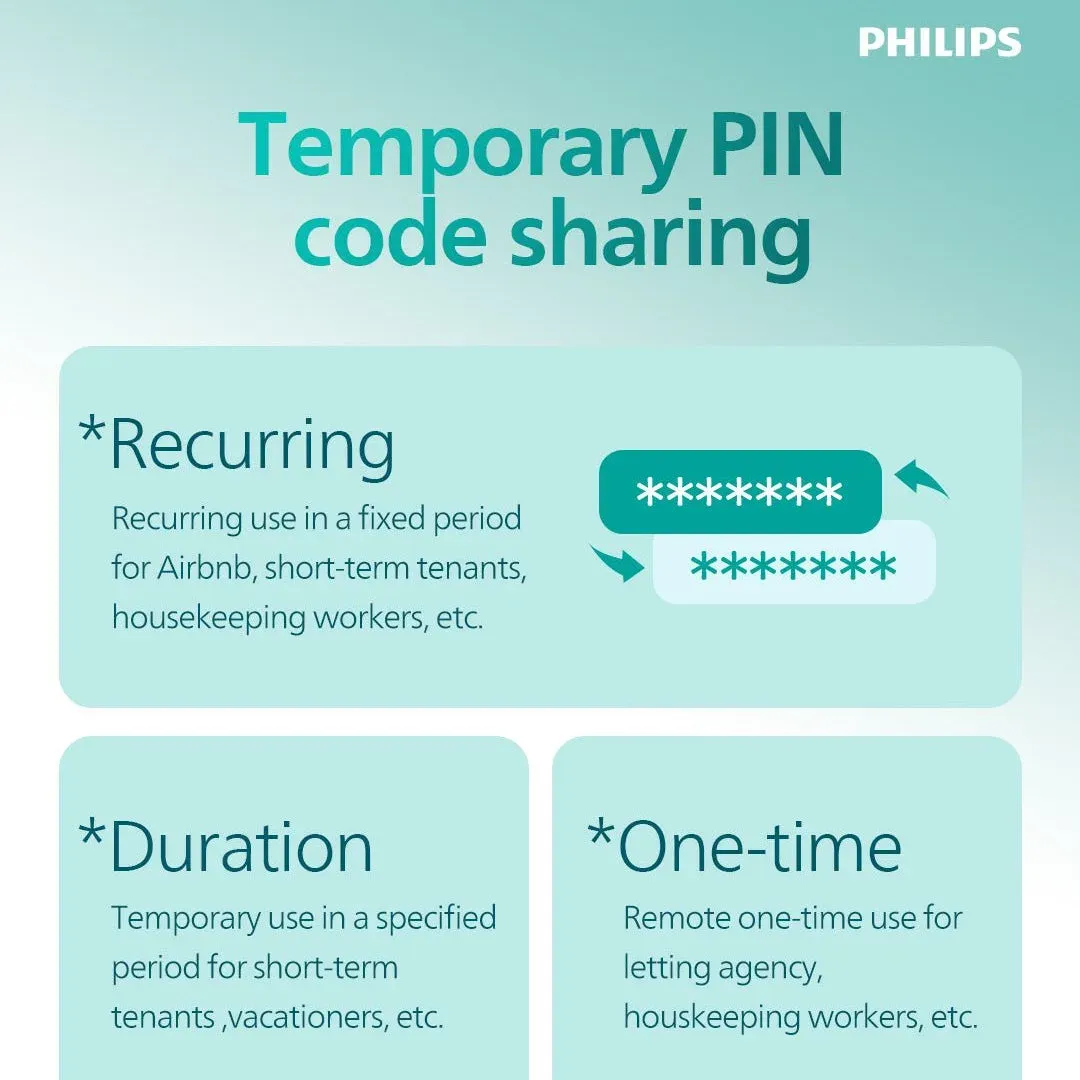 PHILIPS
Temporary PIN
code sharing
*Recurring
Recurring use in a fixed period
for Airbnb, short-term tenants,
housekeeping workers, etc.
*******
*******
*Duration
Temporary use in a specified
period for short-term
tenants ,vacationers, etc.
*One-time
Remote one-time use for
letting agency,
houskeeping workers, etc.